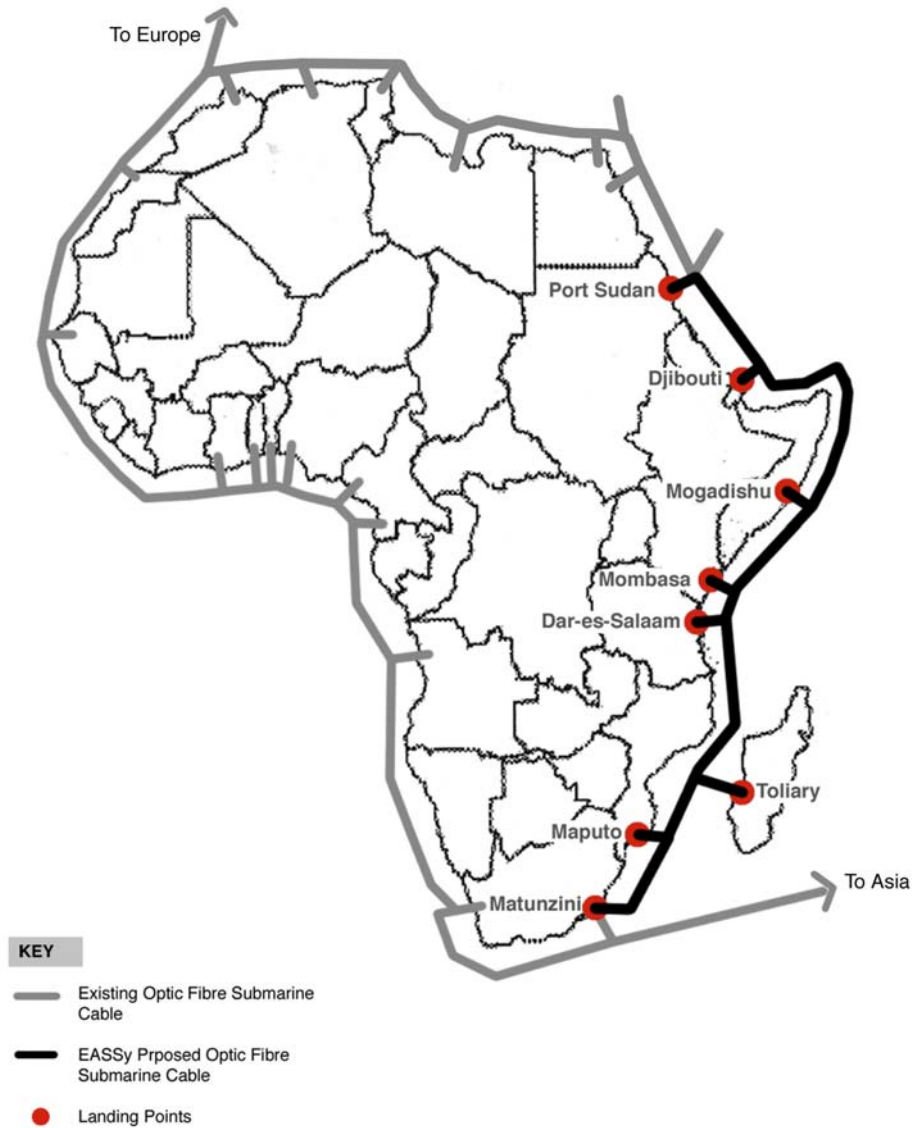 To Europe
Port Sudan
Djibouti
Mogadishu
Mombasa
Dar-es-Salaam
Toliary
Maputo
To Asia
Matunzini
KEY
Existing Optic Fibre Submarine
Cable
EASSy Prposed Optic Fibre
Submarine Cable
Landing Points